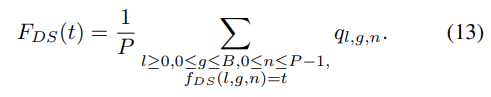 F_{DS}(t) = \frac{1}{P} \sum_{\substack{l \geq 0, 0 \leq g \leq B, 0 \leq n \leq P-1, \\ f_{DS}(l,g,n)=t}} q_{l,g,n}. (13)